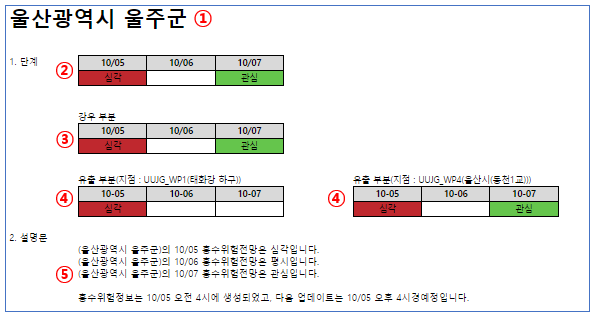 울산광역시 울주군 ①
1. 단계
②
10/05 10/06 10/07
심각 관심
강우 부분
③
10/05 10/06 10/07
심각 관심
유출 부분(지점 : UUJG_WP1(태화강 하구))
④
10-05 10-06 10-07
심각
유출 부분(지점 : UUJG_WP4(울산시(동천1교)))
④
10-05 10-06 10-07
심각 관심
2. 설명문
⑤
(울산광역시 울주군)의 10/05 홍수위험전망은 심각입니다.
(울산광역시 울주군)의 10/06 홍수위험전망은 평시입니다.
(울산광역시 울주군)의 10/07 홍수위험전망은 관심입니다.
홍수위험정보는 10/05 오전 4시에 생성되었고, 다음 업데이트는 10/05 오후 4시경예정입니다.